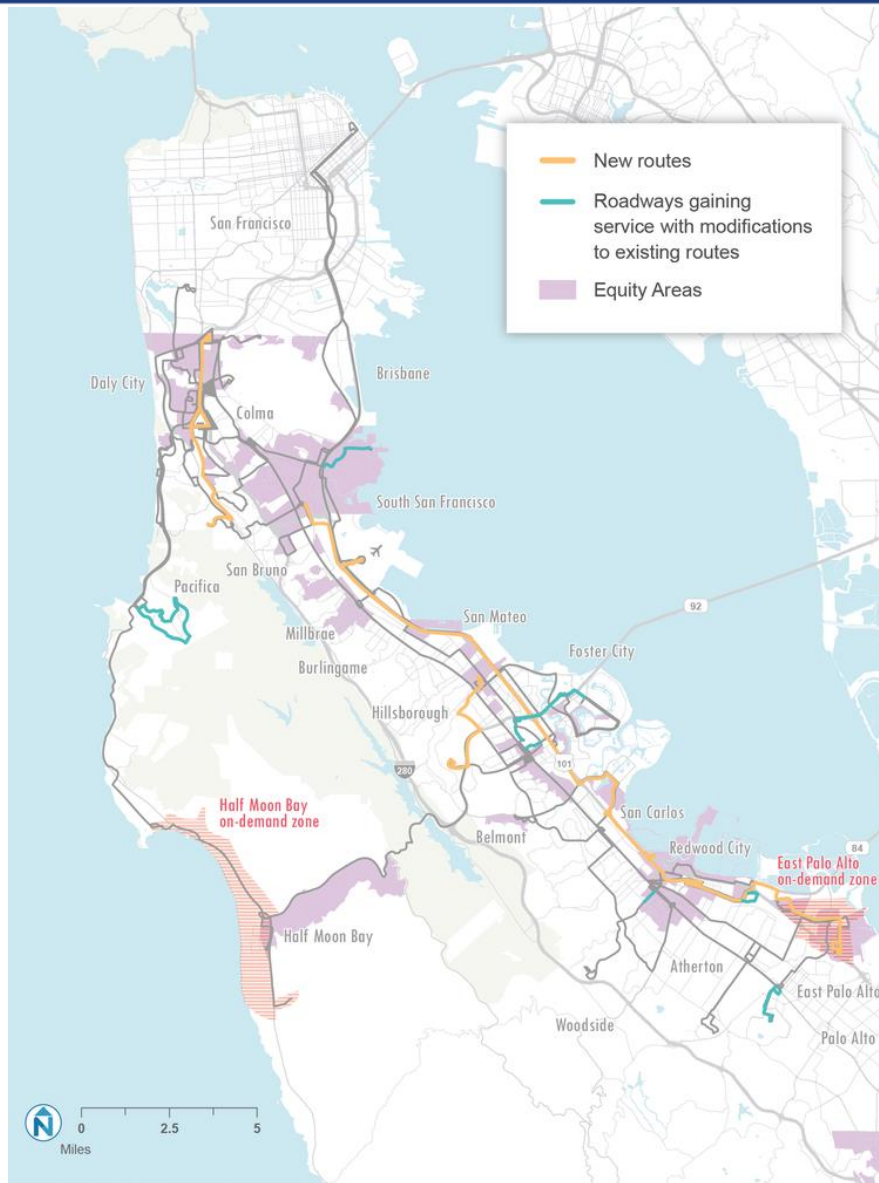 New routes
Roadways gaining
service with modifications
to existing routes
Equity Areas
San Francisco
Daly City
Brisbane
Colma
South San Francisco
San Bruno
Pacifica
Millbrae
San Mateo
92
Foster City
Burlingame
Hillsborough
101
280
San Carlos
Half Moon Bay
on-demand zone
Belmont
Redwood City
84
East Palo Alto
on-demand zone
Half Moon Bay
Atherton
East Palo Alto
Woodside
Palo Alto
N
0
2.5
5
Miles